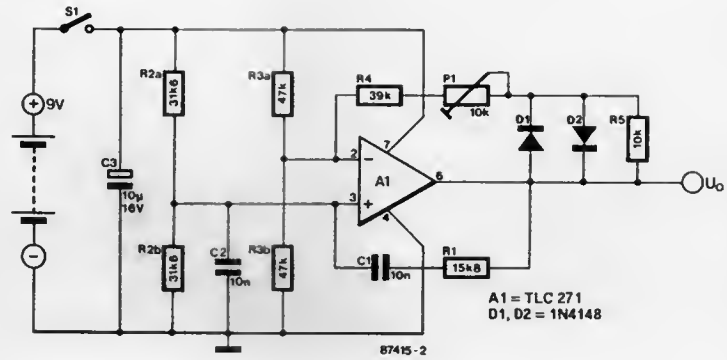 S1
R2a
31k6
R3a
47k
R4
39k
P1
10k
9V
D1
D2
R5
10k
C3
10µ
16V
2
7
A1
6
3
4
U₀
R2b
31k6
C2
10n
R3b
47k
C1
10n
R1
15k8
A1 = TLC 271
D1, D2 = 1N4148
87415-2